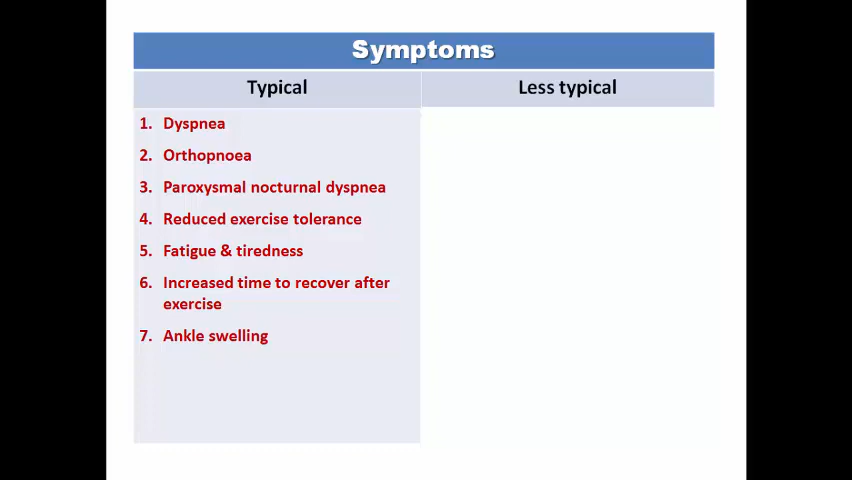 Symptoms
Typical
Less typical
1. Dyspnea
2. Orthopnoea
3. Paroxysmal nocturnal dyspnea
4. Reduced exercise tolerance
5. Fatigue & tiredness
6. Increased time to recover after
exercise
7. Ankle swelling